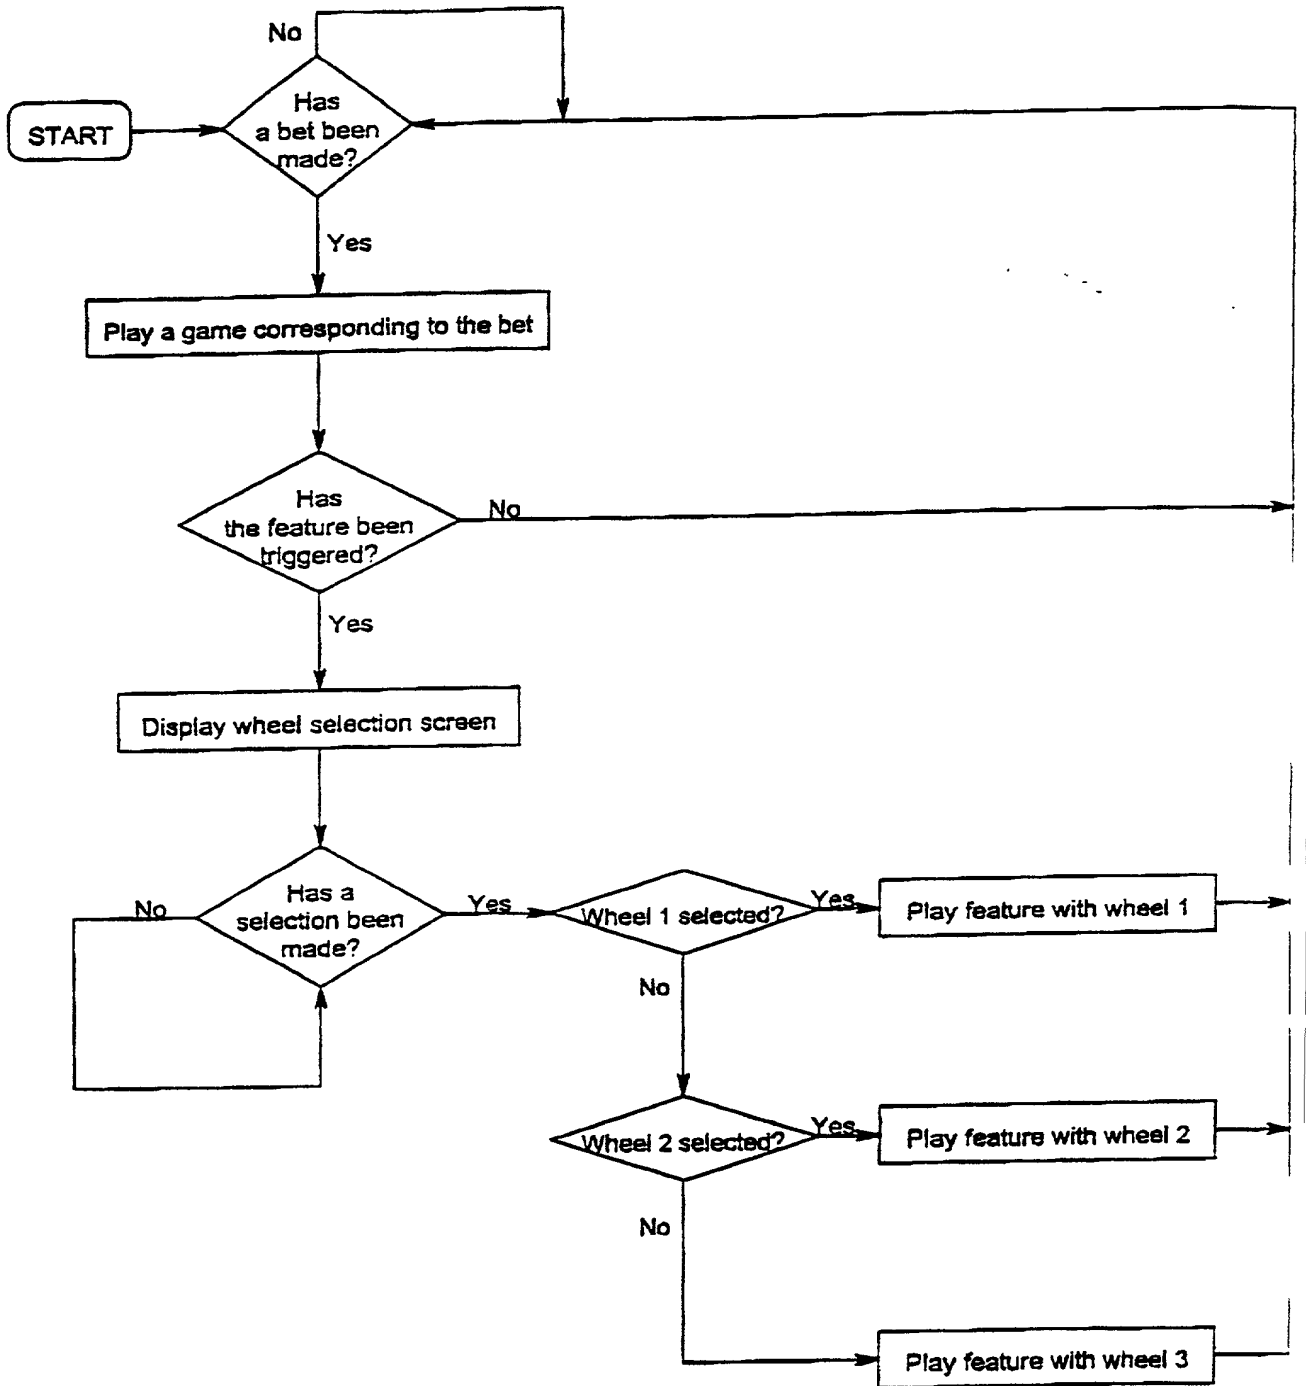 No
START
Has
a bet been
made?
Yes
Play a game corresponding to the bet
Has
the feature been
triggered?
No
Yes
Display wheel selection screen
No
Has a
selection been
made?
Yes
Wheel 1 selected?
Yes
Play feature with wheel 1
No
Wheel 2 selected?
Yes
Play feature with wheel 2
No
Play feature with wheel 3